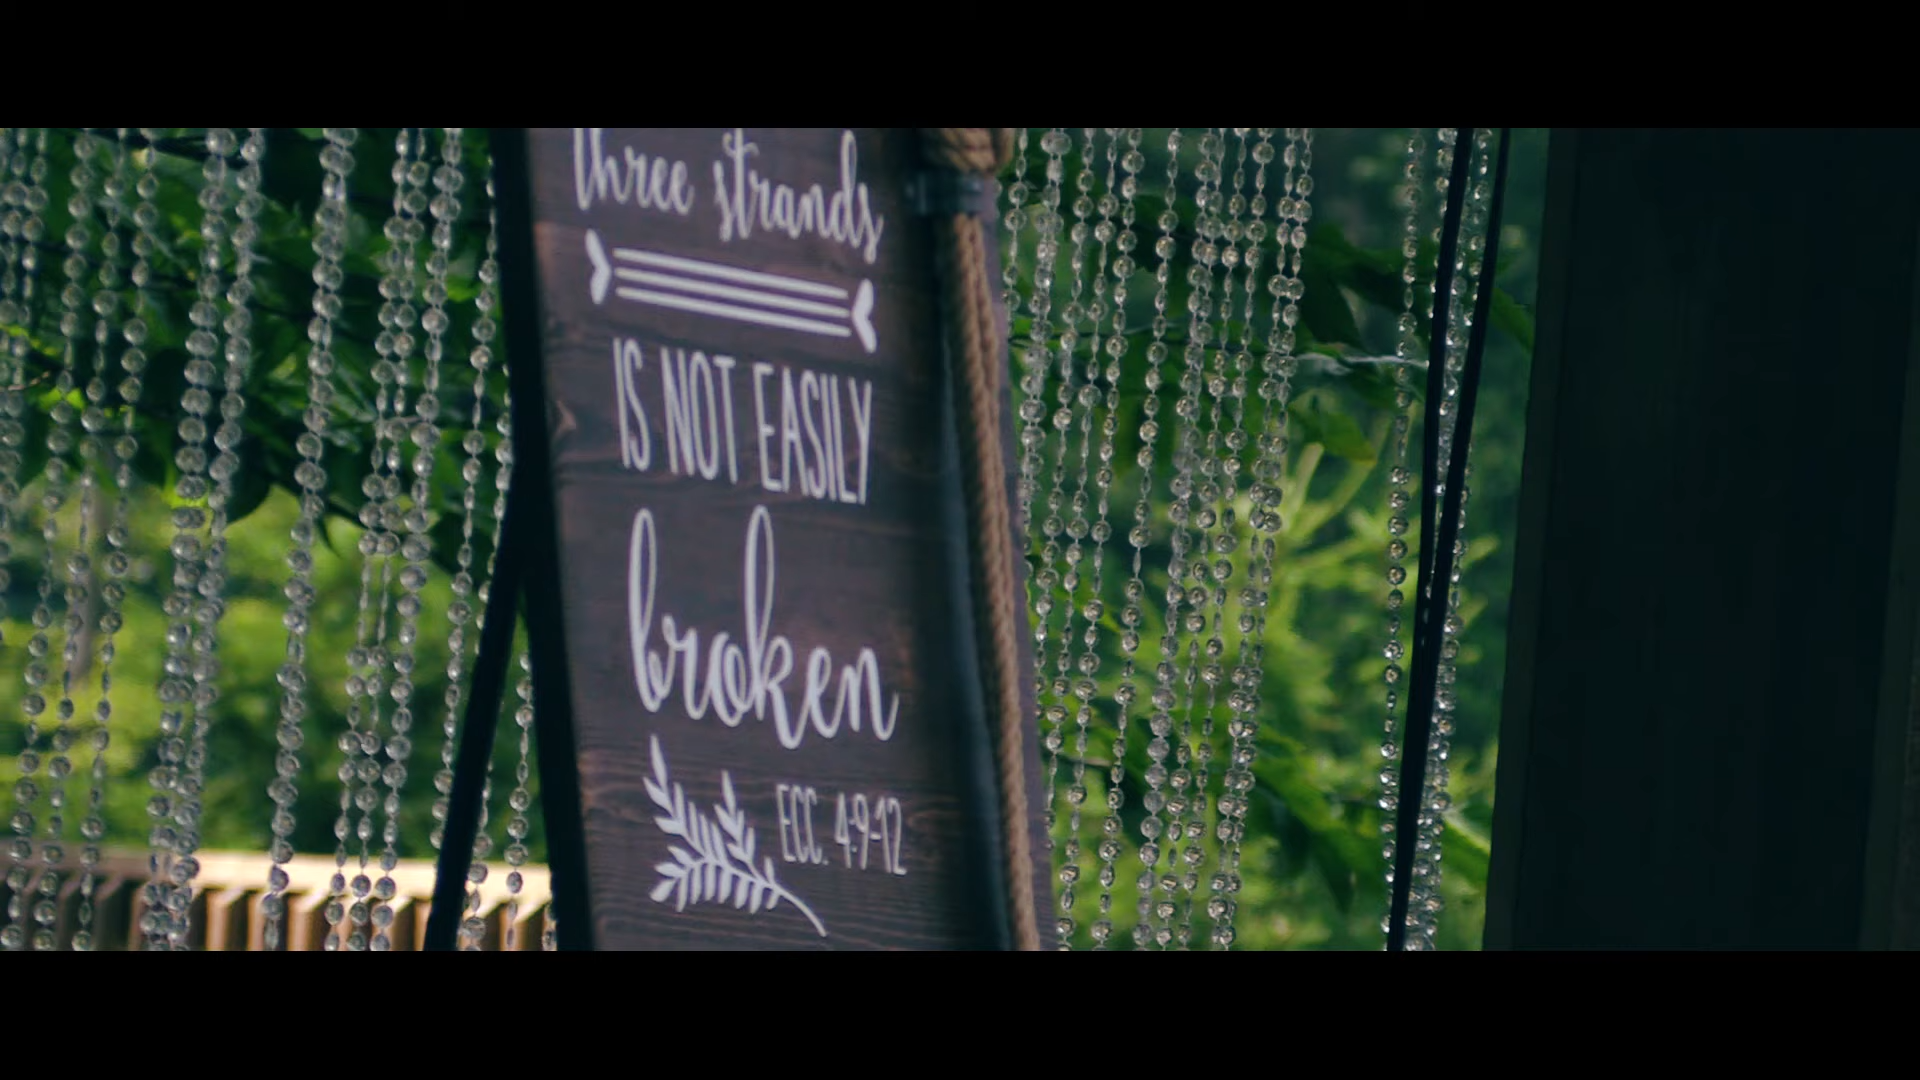 three strands
IS NOT EASILY
broken
ECC. 4:9-12